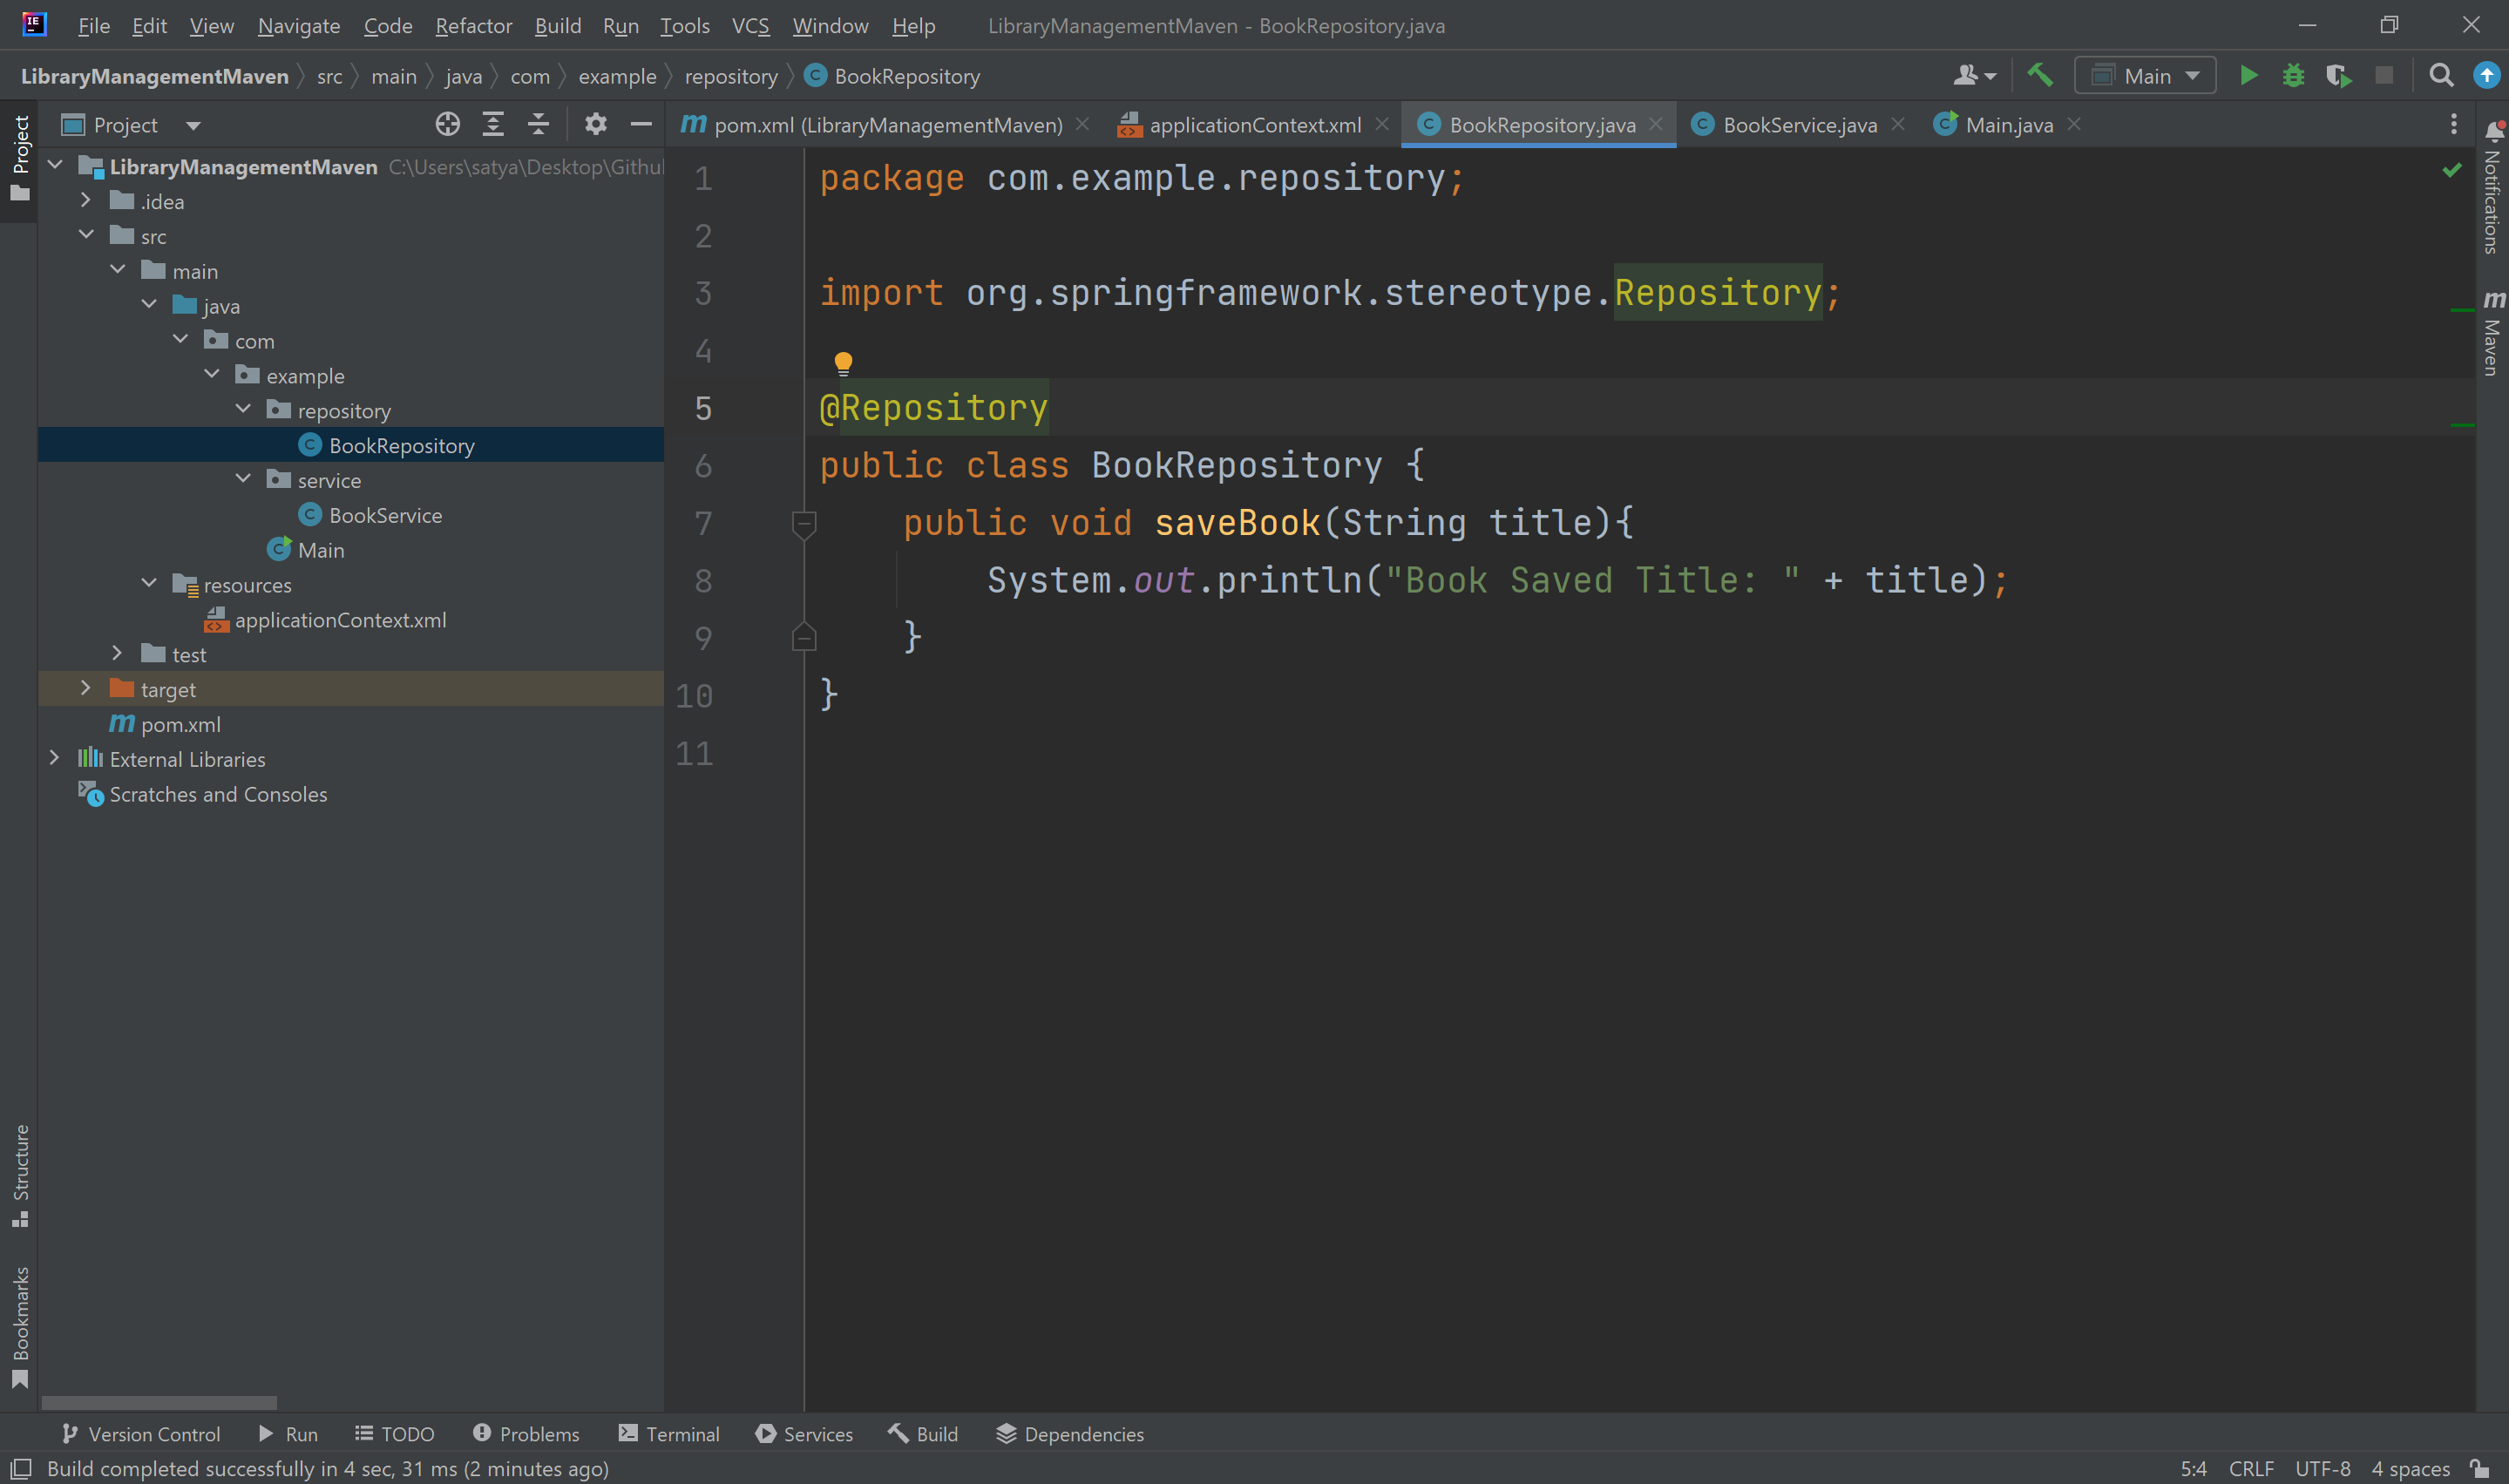 File Edit View Navigate Code Refactor Build Run Tools VCS Window Help LibraryManagementMaven - BookRepository.java
LibraryManagementMaven src main java com example repository BookRepository Main
Project
Project
pom.xml (LibraryManagementMaven) applicationContext.xml BookRepository.java BookService.java Main.java
LibraryManagementMaven C:\Users\satya\Desktop\Githu
.idea
src
main
java
com
example
repository
BookRepository
service
BookService
Main
resources
applicationContext.xml
test
target
pom.xml
External Libraries
Scratches and Consoles
1 package com.example.repository;
2
3 import org.springframework.stereotype.Repository;
4
5 @Repository
6 public class BookRepository {
7 public void saveBook(String title){
8 System.out.println("Book Saved Title: " + title);
9 }
10 }
11
Notifications
Maven
Structure
Bookmarks
Version Control Run TODO Problems Terminal Services Build Dependencies
Build completed successfully in 4 sec, 31 ms (2 minutes ago) 5:4 CRLF UTF-8 4 spaces